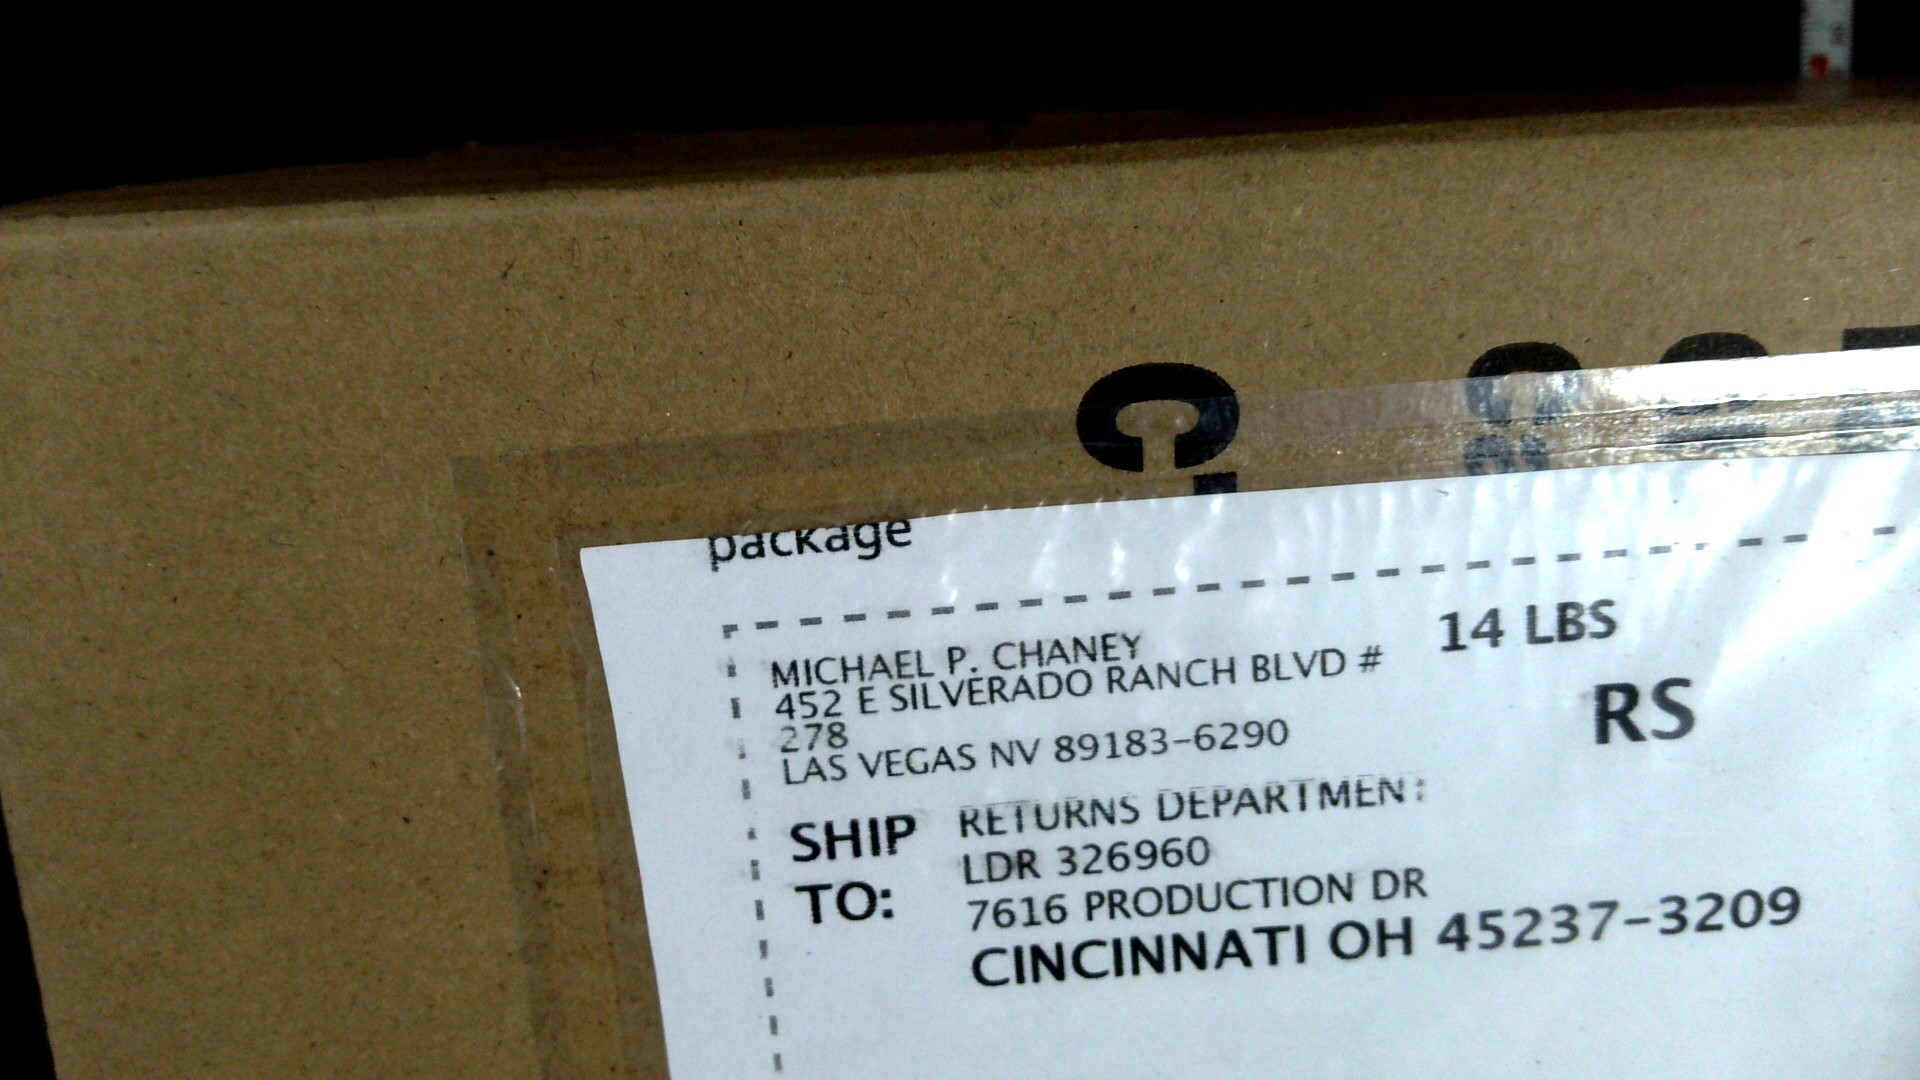 package
MICHAEL P. CHANEY
14 LBS
452 E SILVERADO RANCH BLVD #
278
LAS VEGAS NV 89183-6290
RS
SHIP TO:
RETURNS DEPARTMENT
LDR 326960
7616 PRODUCTION DR
CINCINNATI OH 45237-3209